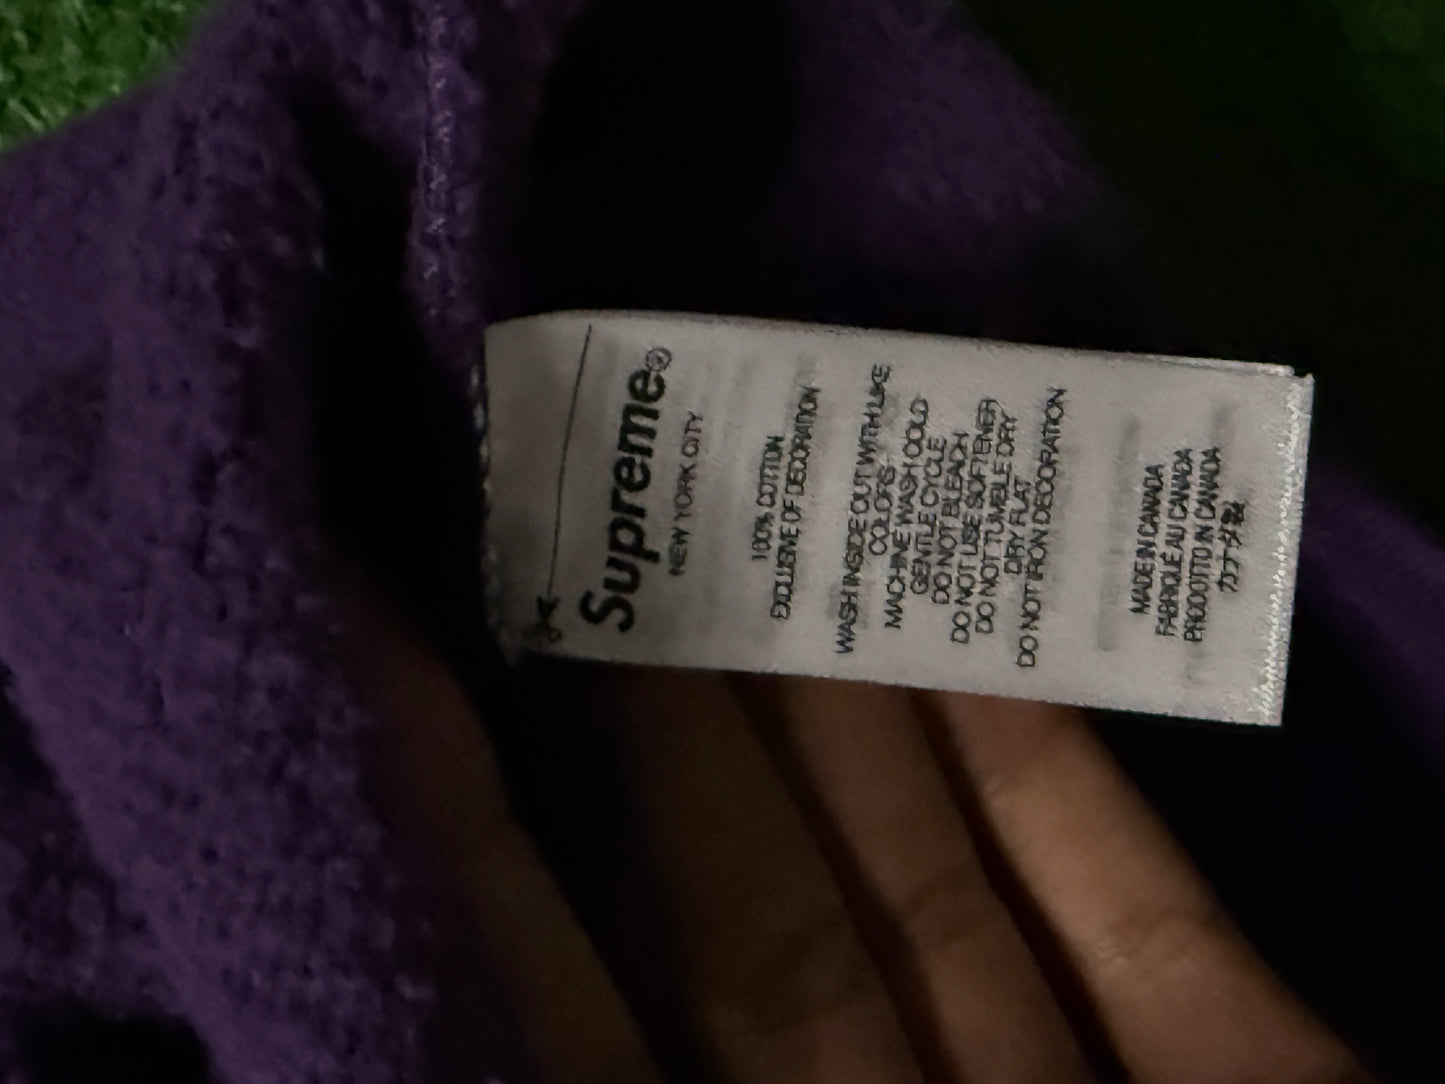 Supreme®
NEW YORK CITY
100% COTTON
EXCLUSIVE OF DECORATION
WASH INSIDE OUT WITH LIKE
COLORS
MACHINE WASH COLD
GENTLE CYCLE
DO NOT BLEACH
DO NOT USE SOFTENER
DO NOT TUMBLE DRY
DRY FLAT
DO NOT IRON DECORATION
MADE IN CANADA
FABRIQUÉ AU CANADA
PRODOTTO IN CANADA
カナダ製